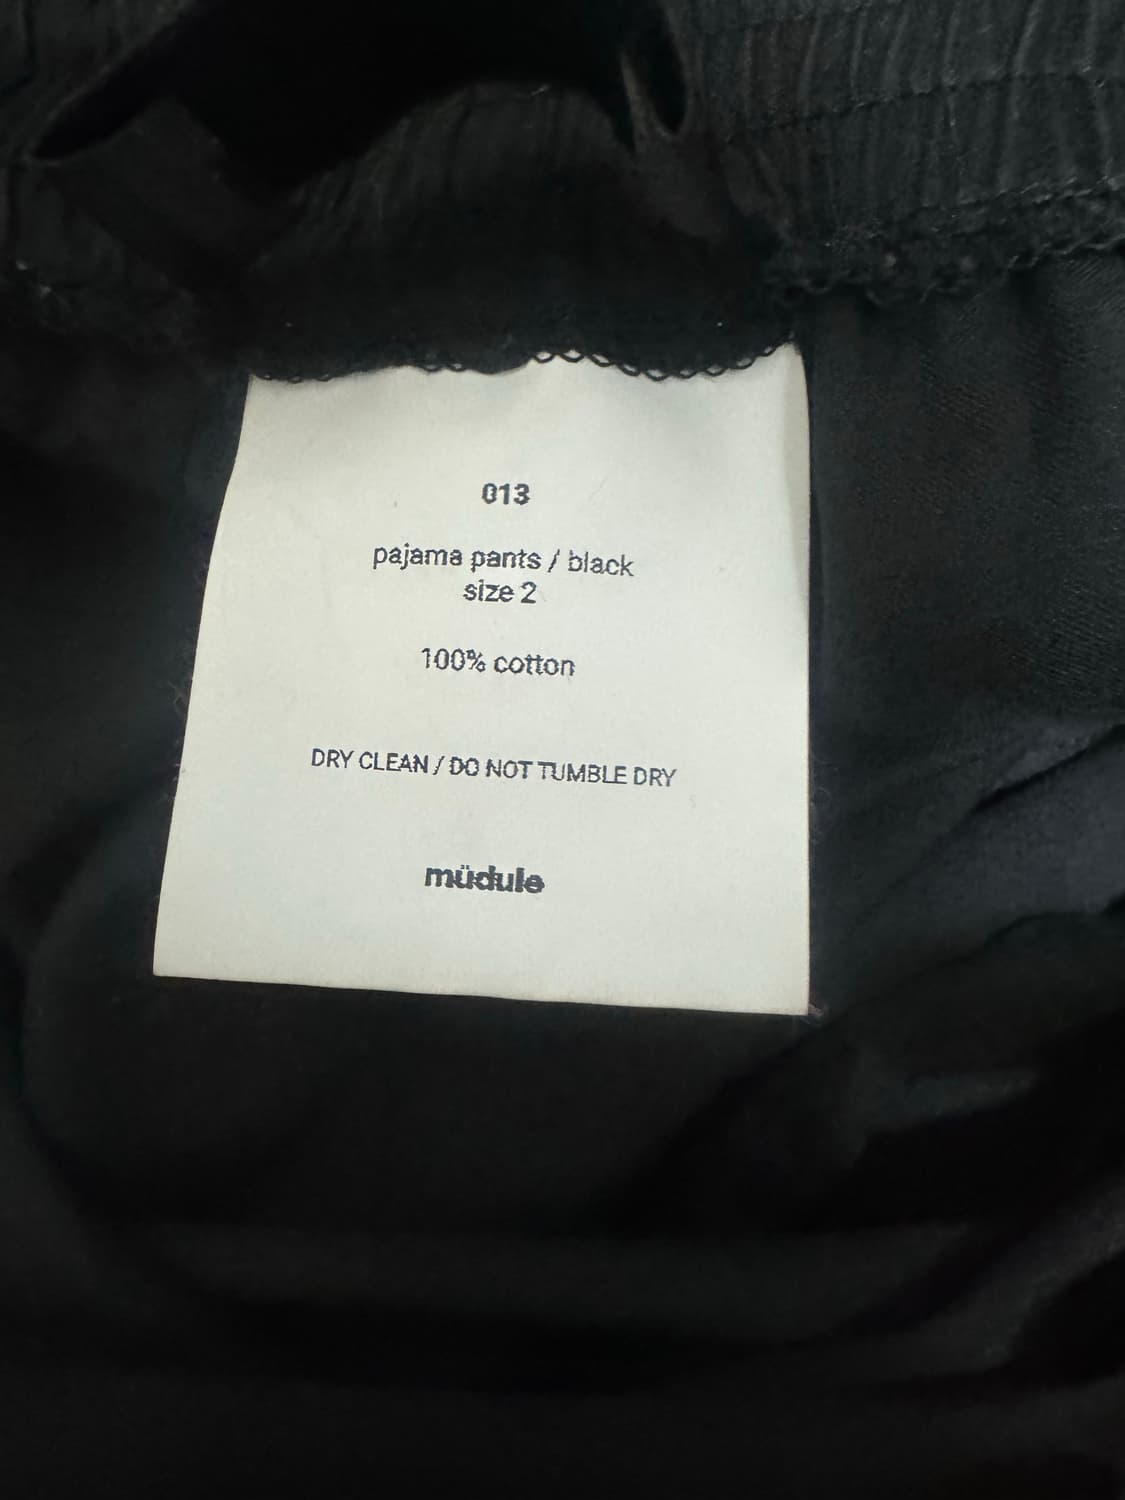 013
pajama pants / black
size 2
100% cotton
DRY CLEAN / DO NOT TUMBLE DRY
müdule